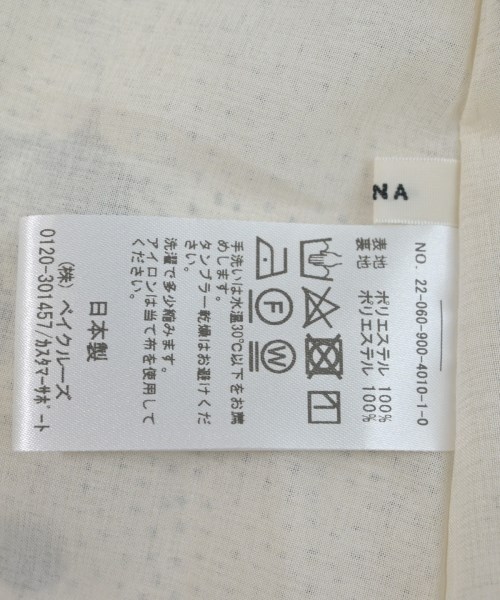 NA
NO. 22-060-900-4010-1-0
表地 ポリエステル 100%
裏地 ポリエステル 100%
F W
手洗いは水温30℃以下をお薦
めします。
タンブラー乾燥はお避けくだ
さい。
洗濯で多少縮みます。
アイロンは当て布を使用して
ください。
日本製
(株) ベイクルーズ
0120-301457/カスタマーサポート